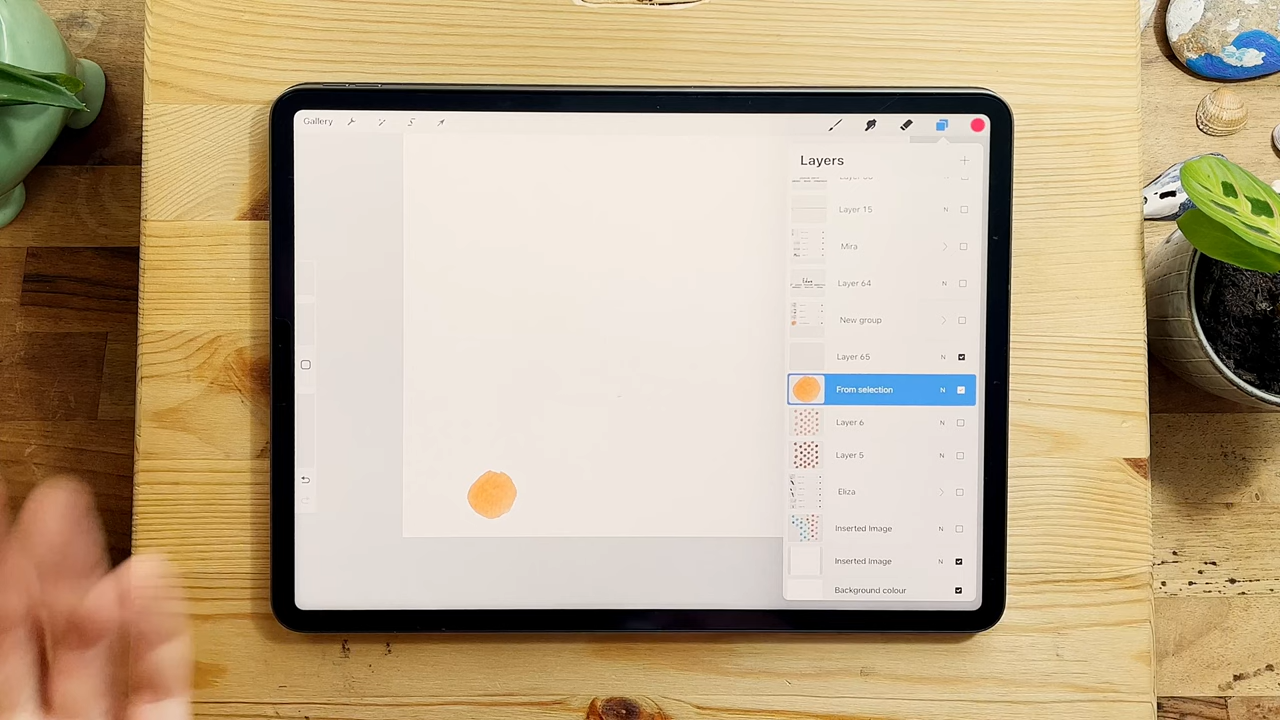 Gallery
Layers
Layer 15 N
Mira
Layer 64 N
New group
Layer 65 N
From selection N
Layer 6 N
Layer 5 N
Eliza
Inserted Image N
Inserted Image N
Background colour